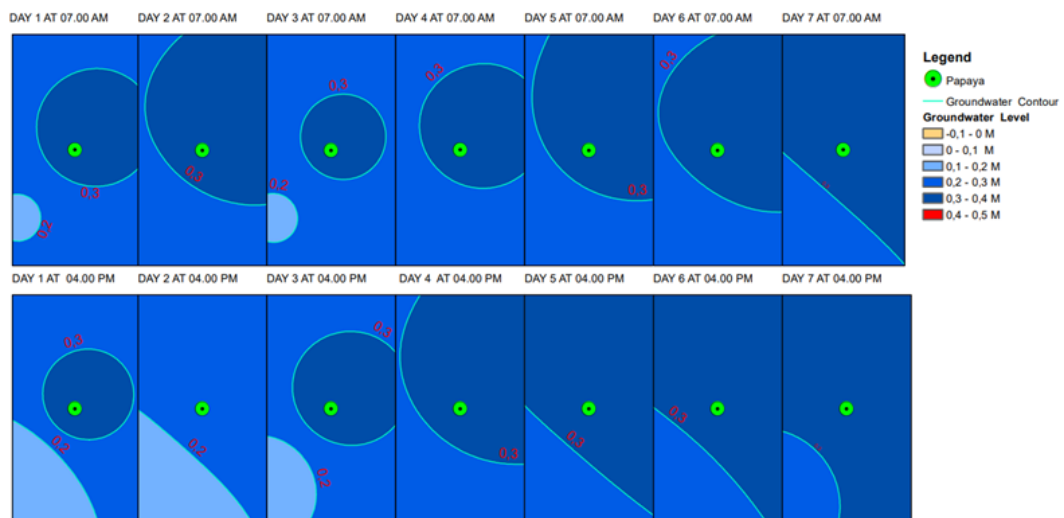 DAY 1 AT 07.00 AM
DAY 2 AT 07.00 AM
DAY 3 AT 07.00 AM
DAY 4 AT 07.00 AM
DAY 5 AT 07.00 AM
DAY 6 AT 07.00 AM
DAY 7 AT 07.00 AM
0,3
0,2
0,3
0,3
0,2
0,3
0,3
0,3
DAY 1 AT 04.00 PM
DAY 2 AT 04.00 PM
DAY 3 AT 04.00 PM
DAY 4 AT 04.00 PM
DAY 5 AT 04.00 PM
DAY 6 AT 04.00 PM
DAY 7 AT 04.00 PM
0,3
0,2
0,2
0,3
0,2
0,3
0,3
0,3
Legend
Papaya
Groundwater Contour
Groundwater Level
-0,1 - 0 M
0 - 0,1 M
0,1 - 0,2 M
0,2 - 0,3 M
0,3 - 0,4 M
0,4 - 0,5 M